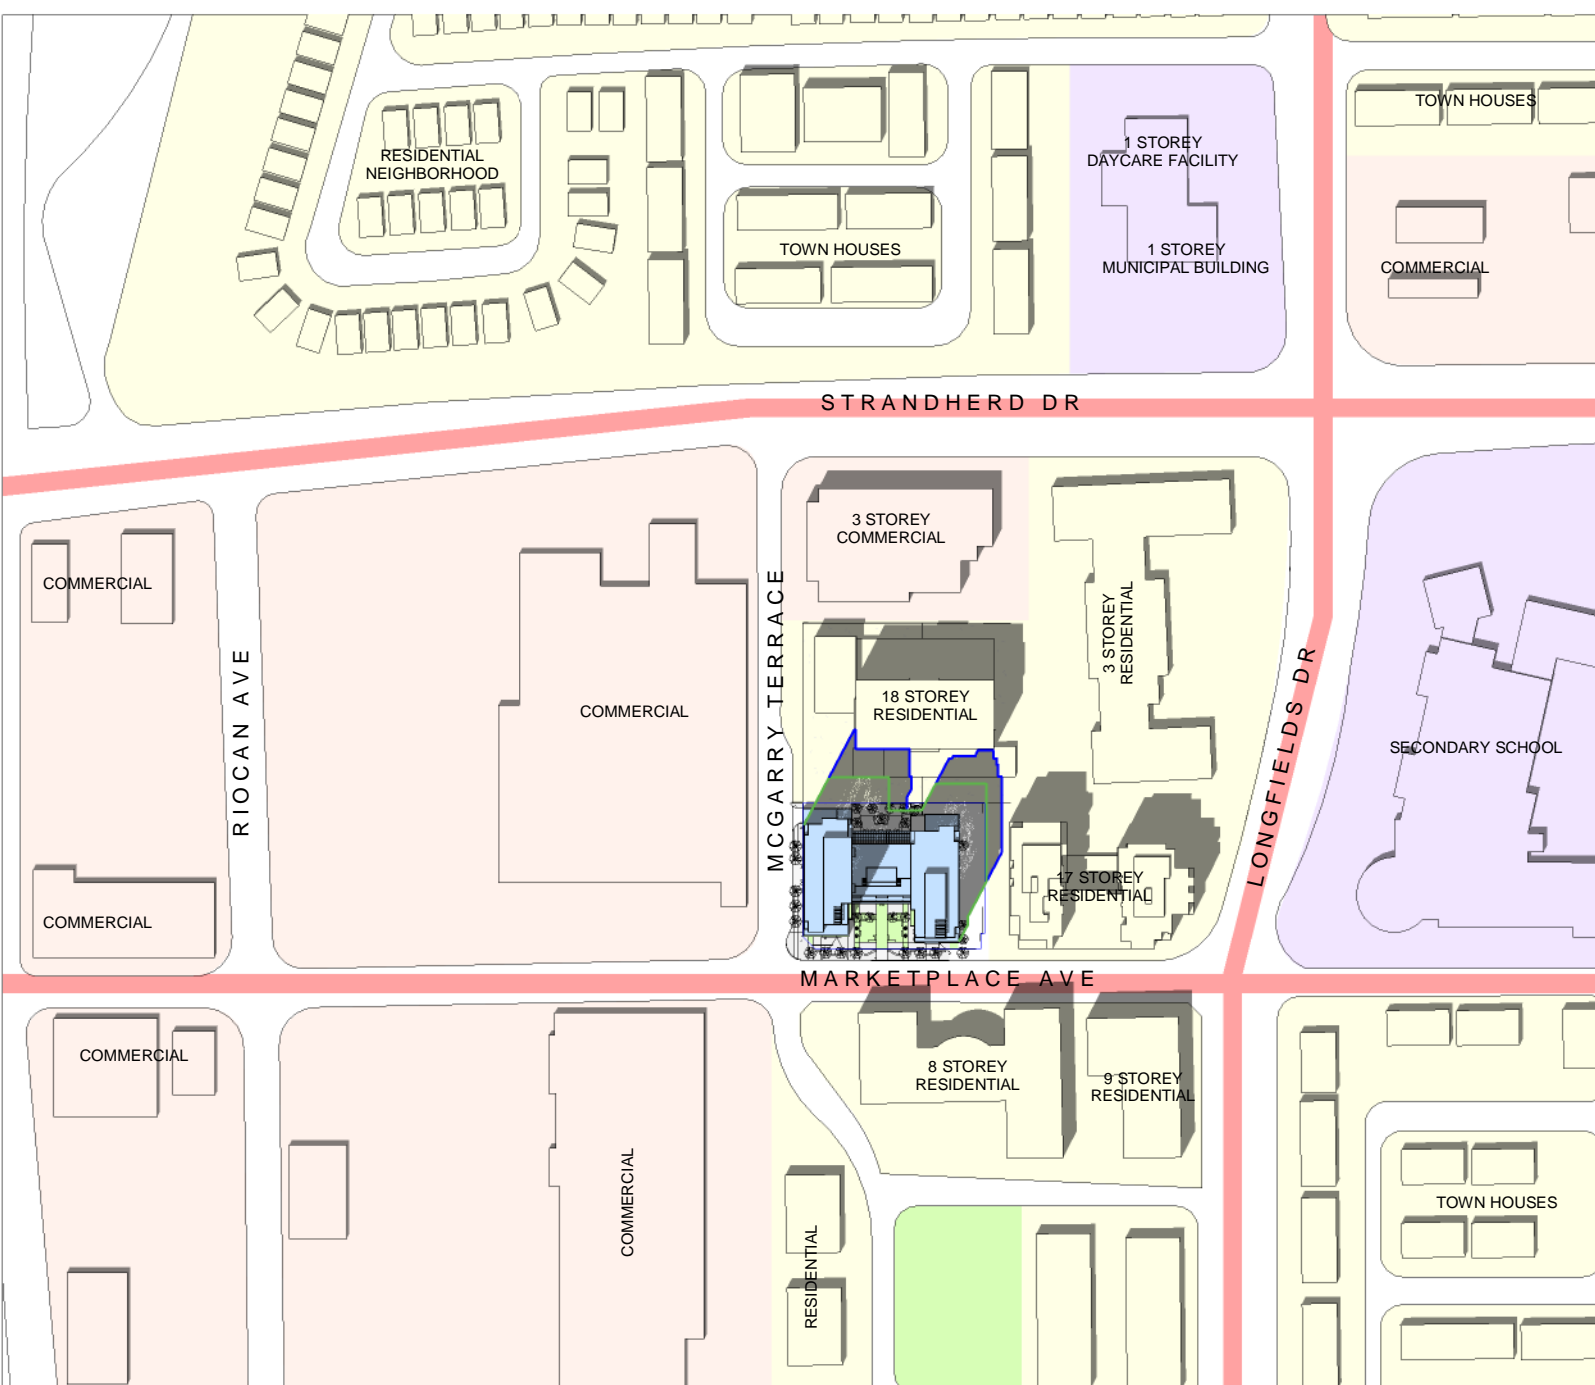 TOWN HOUSES
RESIDENTIAL
NEIGHBORHOOD
1 STOREY
DAYCARE FACILITY
TOWN HOUSES
1 STOREY
MUNICIPAL BUILDING
COMMERCIAL
STRANDHERD DR
3 STOREY
COMMERCIAL
COMMERCIAL
3 STOREY
RESIDENTIAL
RIOCAN AVE
COMMERCIAL
MCGARRY TERRACE
18 STOREY
RESIDENTIAL
LONGFIELDS DR
SECONDARY SCHOOL
17 STOREY
RESIDENTIAL
COMMERCIAL
MARKETPLACE AVE
COMMERCIAL
8 STOREY
RESIDENTIAL
9 STOREY
RESIDENTIAL
COMMERCIAL
RESIDENTIAL
TOWN HOUSES